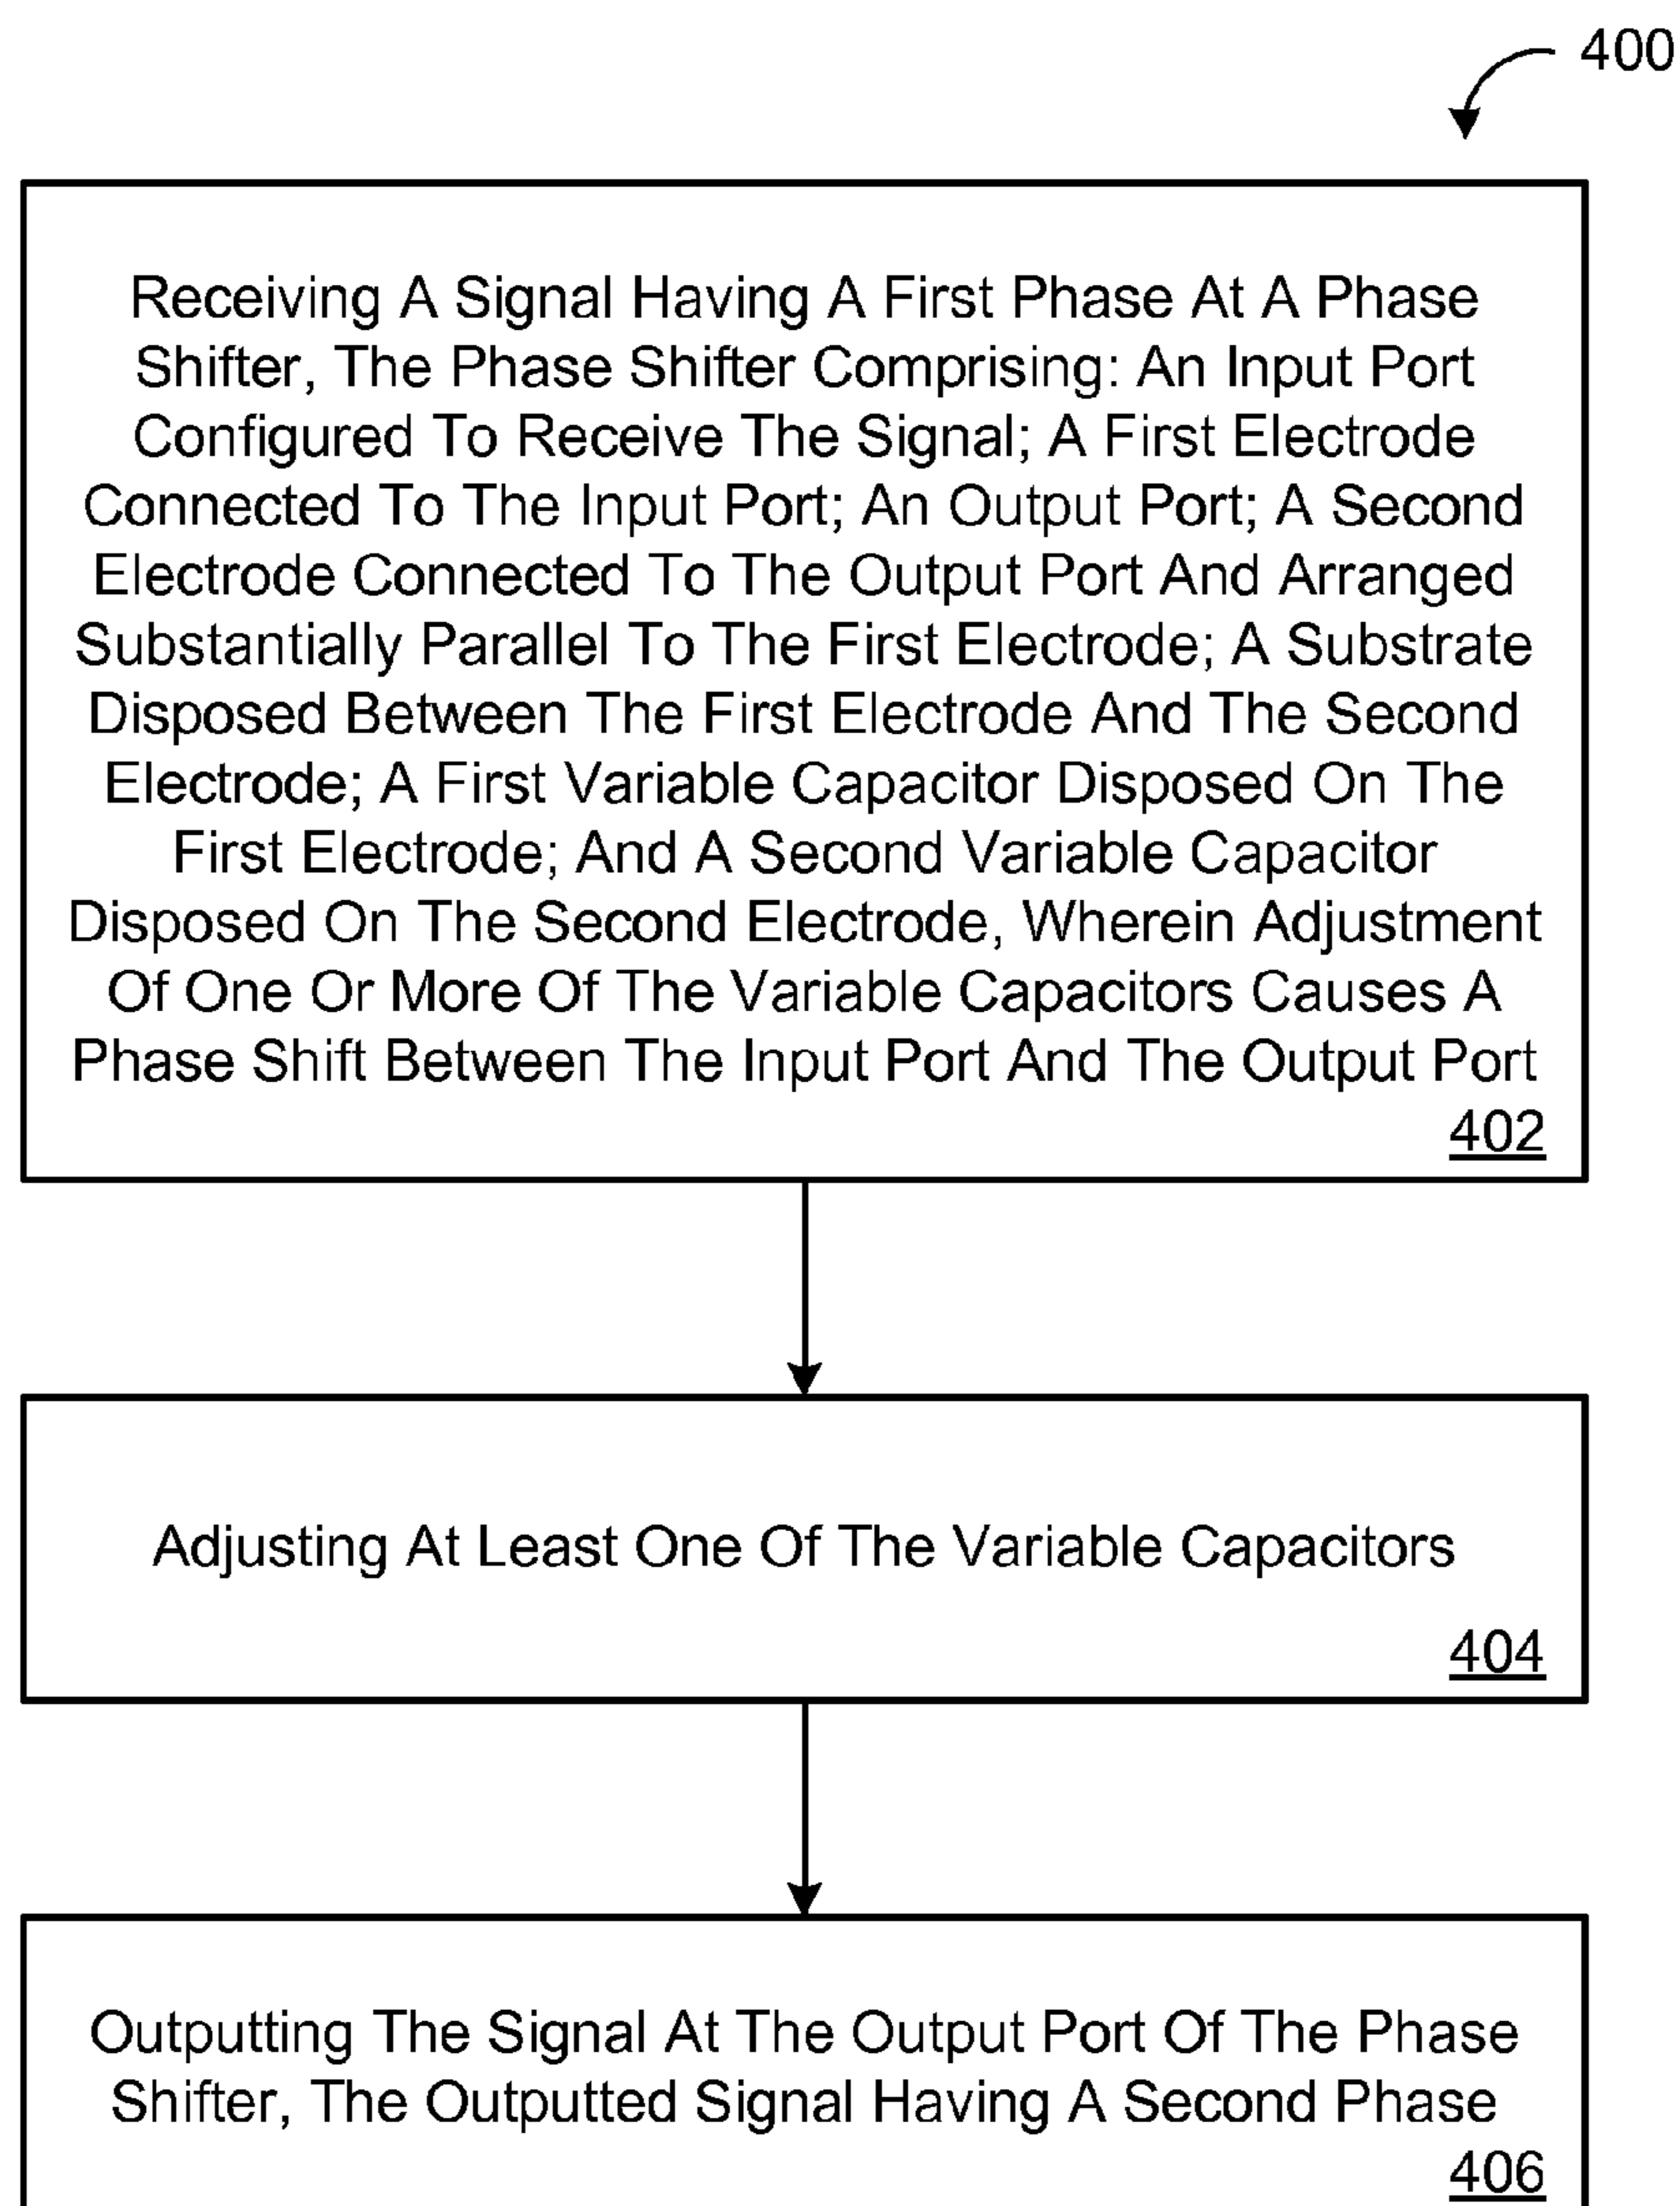 400
Receiving A Signal Having A First Phase At A Phase
Shifter, The Phase Shifter Comprising: An Input Port
Configured To Receive The Signal; A First Electrode
Connected To The Input Port; An Output Port; A Second
Electrode Connected To The Output Port And Arranged
Substantially Parallel To The First Electrode; A Substrate
Disposed Between The First Electrode And The Second
Electrode; A First Variable Capacitor Disposed On The
First Electrode; And A Second Variable Capacitor
Disposed On The Second Electrode, Wherein Adjustment
Of One Or More Of The Variable Capacitors Causes A
Phase Shift Between The Input Port And The Output Port
402
Adjusting At Least One Of The Variable Capacitors
404
Outputting The Signal At The Output Port Of The Phase
Shifter, The Outputted Signal Having A Second Phase
406